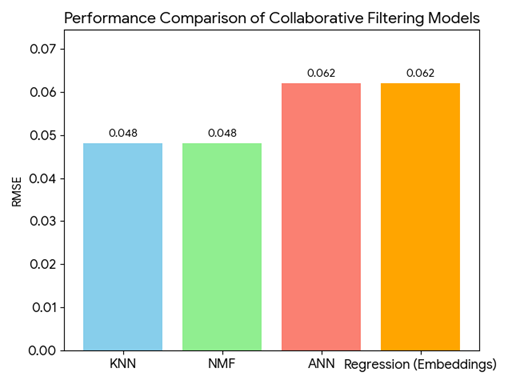 Performance Comparison of Collaborative Filtering Models
0.07
0.06
0.05
0.04
0.03
0.02
0.01
0.00
RMSE
0.048
0.048
0.062
0.062
KNN
NMF
ANN
Regression (Embeddings)